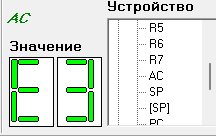 Устройство
AC
R5
R6
R7
Значение
AC
E3
SP
[SP]
PC